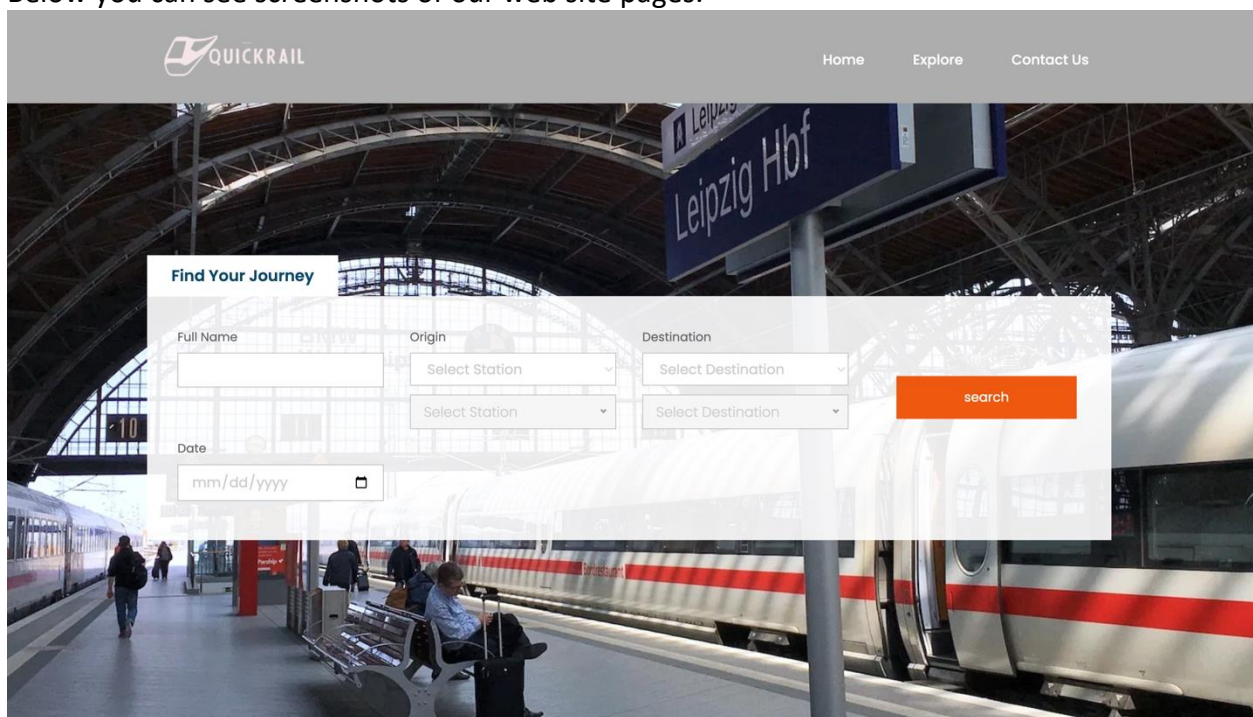 Below you can see screenshots of our web site pages.
QUICKRAIL
Home Explore Contact Us
Leipzig
Leipzig Hbf
Find Your Journey
Full Name Origin Destination
Select Station Select Destination
search
Select Station Select Destination
10
Date
mm/dd/yyyy
Bordrestaurant